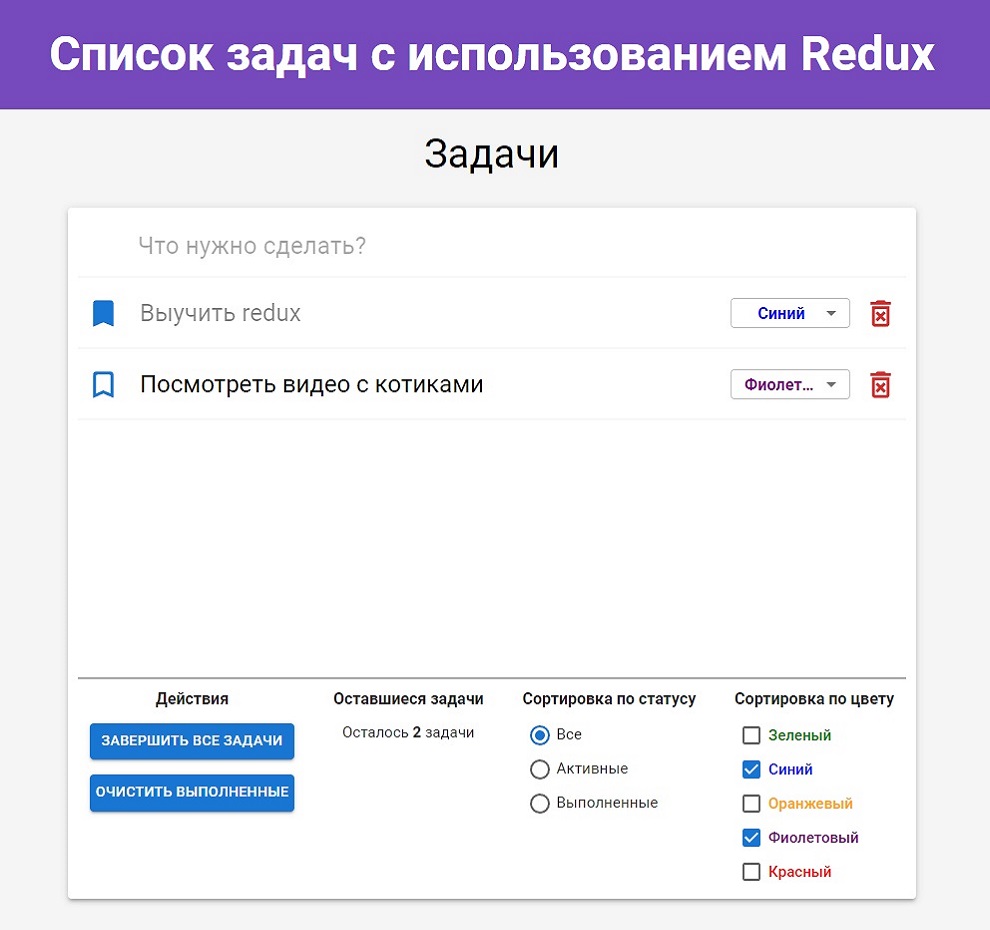 Список задач с использованием Redux
Задачи
Что нужно сделать?
Выучить redux
Синий
Посмотреть видео с котиками
Фиолет...
Действия
ЗАВЕРШИТЬ ВСЕ ЗАДАЧИ
ОЧИСТИТЬ ВЫПОЛНЕННЫЕ
Оставшиеся задачи
Осталось 2 задачи
Сортировка по статусу
Все
Активные
Выполненные
Сортировка по цвету
Зеленый
Синий
Оранжевый
Фиолетовый
Красный